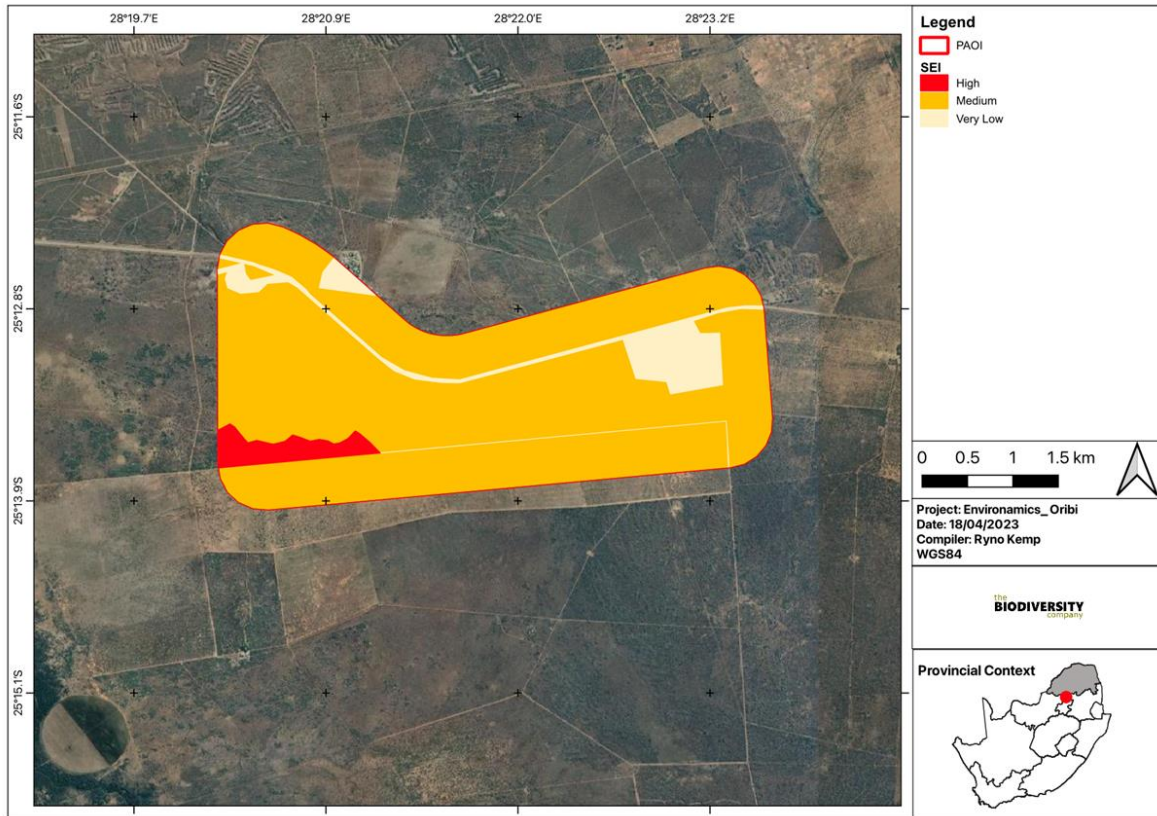 28°19.7'E 28°20.9'E 28°22.0'E 28°23.2'E
25°11.6'S
25°12.8'S
25°13.9'S
25°15.1'S
Legend
PAOI
SEI
High
Medium
Very Low
0 0.5 1 1.5 km
Project: Environamics_ Oribi
Date: 18/04/2023
Compiler: Ryno Kemp
WGS84
the
BIODIVERSITY
company
Provincial Context